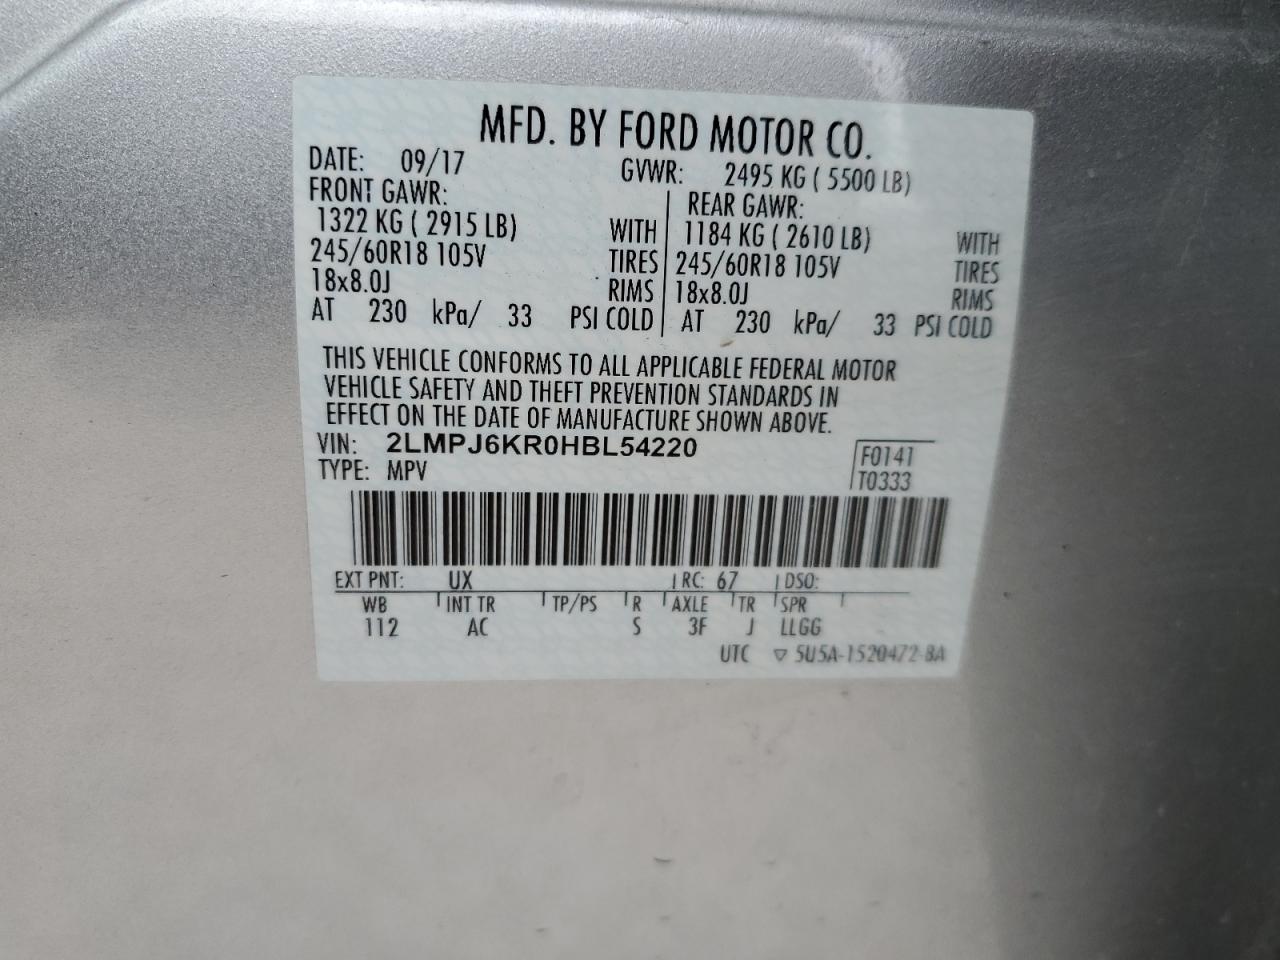 MFD. BY FORD MOTOR CO.
DATE: 09/17 GVWR: 2495 KG ( 5500 LB)
FRONT GAWR: REAR GAWR:
1322 KG ( 2915 LB) WITH 1184 KG ( 2610 LB) WITH
245/60R18 105V TIRES 245/60R18 105V TIRES
18x8.0J RIMS 18x8.0J RIMS
AT 230 kPa/ 33 PSI COLD AT 230 kPa/ 33 PSI COLD
THIS VEHICLE CONFORMS TO ALL APPLICABLE FEDERAL MOTOR
VEHICLE SAFETY AND THEFT PREVENTION STANDARDS IN
EFFECT ON THE DATE OF MANUFACTURE SHOWN ABOVE.
VIN: 2LMPJ6KR0HBL54220 F0141
TYPE: MPV T0333
EXT PNT: UX RC: 67 DSO:
WB INT TR TP/PS R AXLE TR SPR
112 AC S 3F J LLGG
UTC ▽ 5U5A-1520472-BA